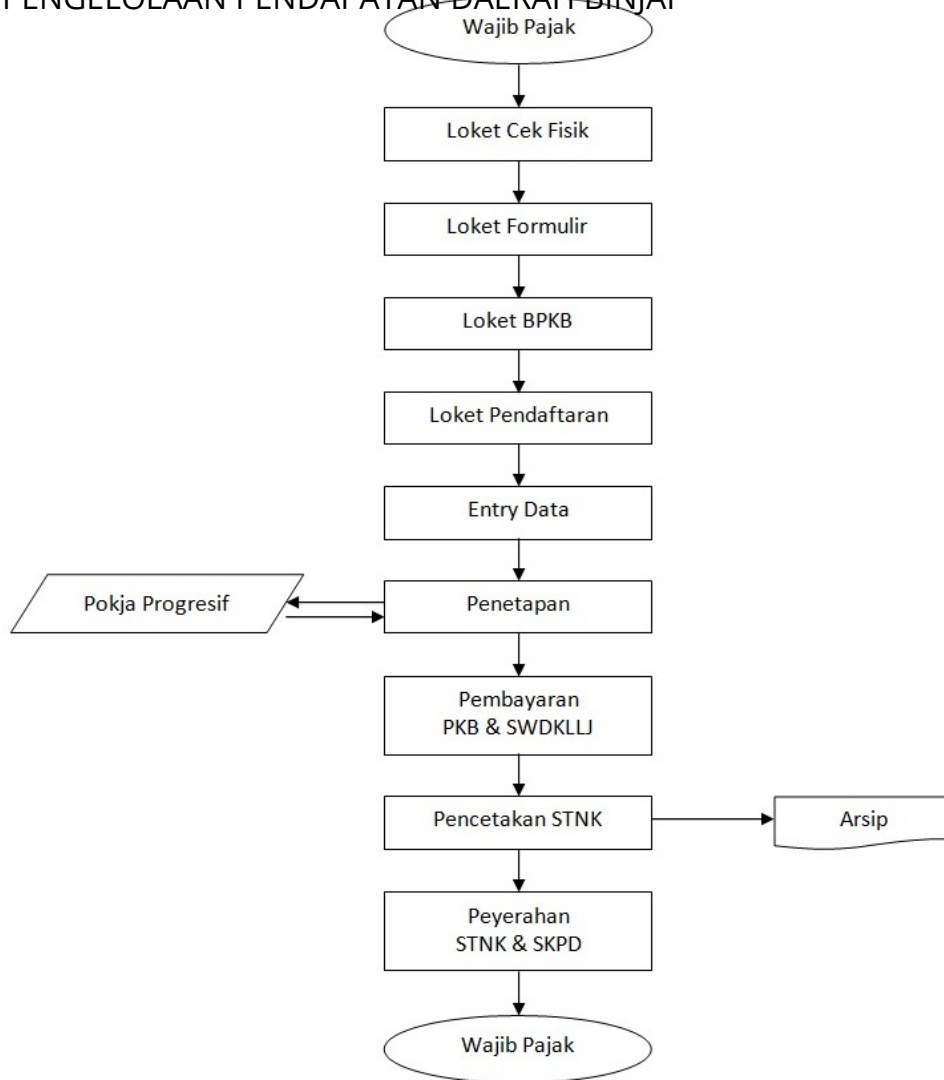 PENGELOLAAN PENDAPATAN DAERAH BINJAI
Wajib Pajak
Loket Cek Fisik
Loket Formulir
Loket BPKB
Loket Pendaftaran
Entry Data
Pokja Progresif
Penetapan
Pembayaran
PKB & SWDKLLJ
Pencetakan STNK
Arsip
Peyerahan
STNK & SKPD
Wajib Pajak